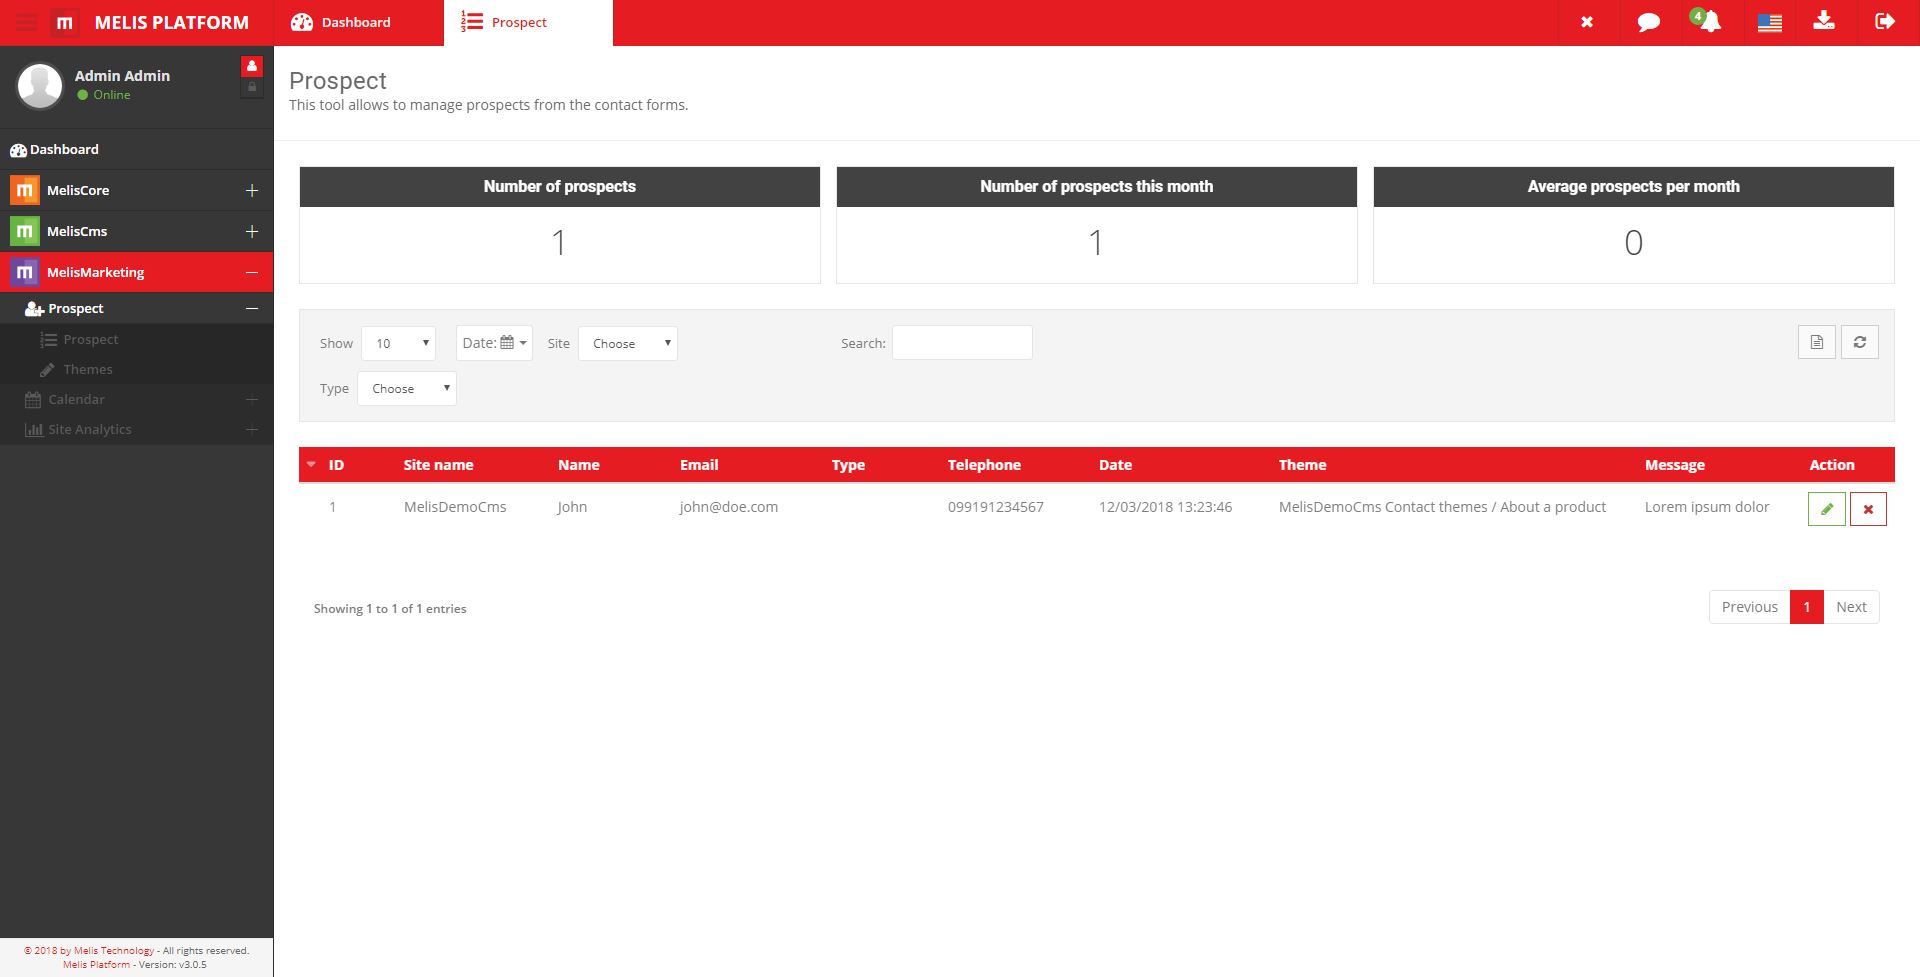 MELIS PLATFORM
Dashboard
Prospect
4
Admin Admin
Online
Dashboard
MelisCore
MelisCms
MelisMarketing
Prospect
Prospect
Themes
Calendar
Site Analytics
© 2018 by Melis Technology - All rights reserved.
Melis Platform - Version: v3.0.5
Prospect
This tool allows to manage prospects from the contact forms.
Number of prospects
1
Number of prospects this month
1
Average prospects per month
0
Show 10 Date: Site Choose Search:
Type Choose
ID Site name Name Email Type Telephone Date Theme Message Action
1 MelisDemoCms John john@doe.com 099191234567 12/03/2018 13:23:46 MelisDemoCms Contact themes / About a product Lorem ipsum dolor
Showing 1 to 1 of 1 entries
Previous 1 Next